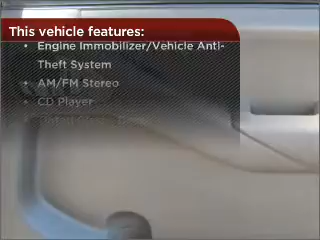 This vehicle features:
• Engine Immobilizer/Vehicle Anti-
Theft System
• AM/FM Stereo
• CD Player